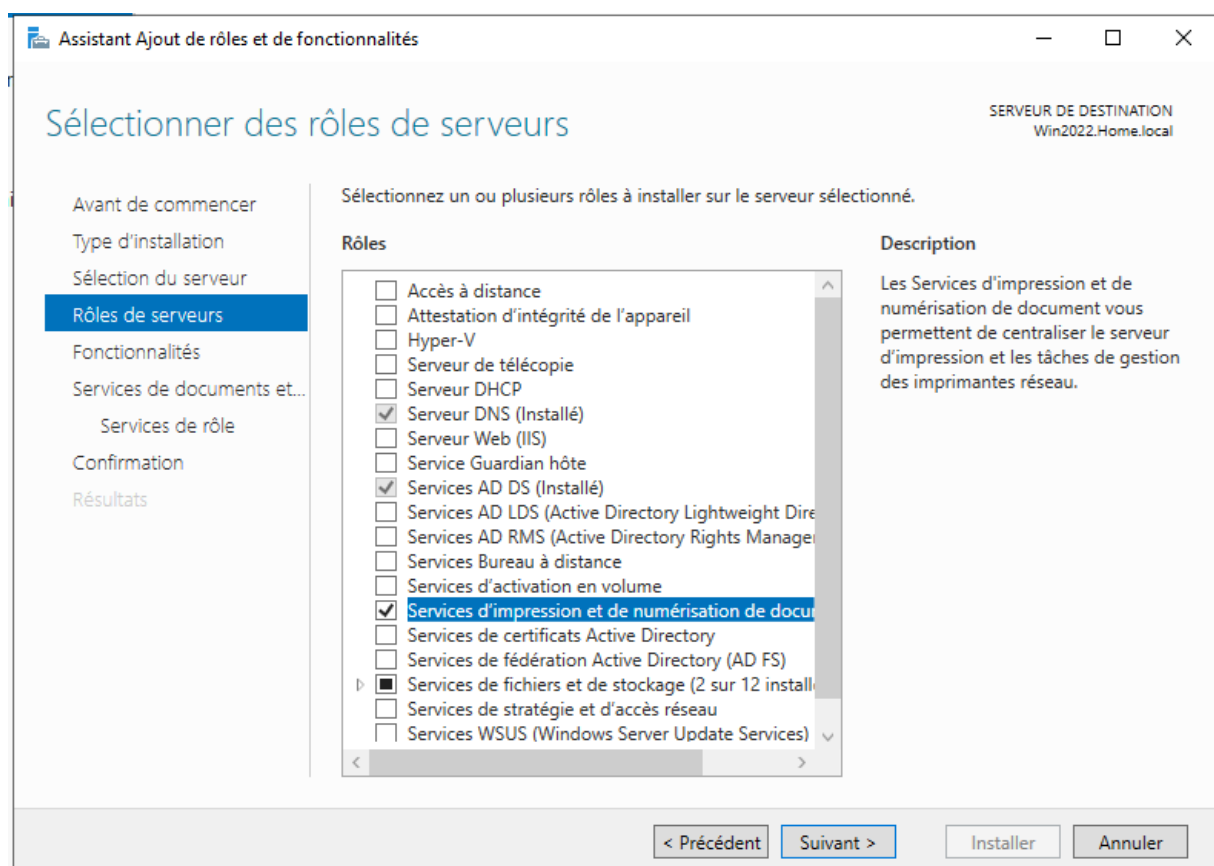 Assistant Ajout de rôles et de fonctionnalités
Sélectionner des rôles de serveurs
SERVEUR DE DESTINATION
Win2022.Home.local
Avant de commencer
Type d'installation
Sélection du serveur
Rôles de serveurs
Fonctionnalités
Services de documents et...
Services de rôle
Confirmation
Résultats
Sélectionnez un ou plusieurs rôles à installer sur le serveur sélectionné.
Rôles
Accès à distance
Attestation d’intégrité de l’appareil
Hyper-V
Serveur de télécopie
Serveur DHCP
Serveur DNS (Installé)
Serveur Web (IIS)
Service Guardian hôte
Services AD DS (Installé)
Services AD LDS (Active Directory Lightweight Dire
Services AD RMS (Active Directory Rights Manage
Services Bureau à distance
Services d’activation en volume
Services d’impression et de numérisation de docu
Services de certificats Active Directory
Services de fédération Active Directory (AD FS)
Services de fichiers et de stockage (2 sur 12 install
Services de stratégie et d’accès réseau
Services WSUS (Windows Server Update Services)
Description
Les Services d'impression et de
numérisation de document vous
permettent de centraliser le serveur
d’impression et les tâches de gestion
des imprimantes réseau.
< Précédent
Suivant >
Installer
Annuler